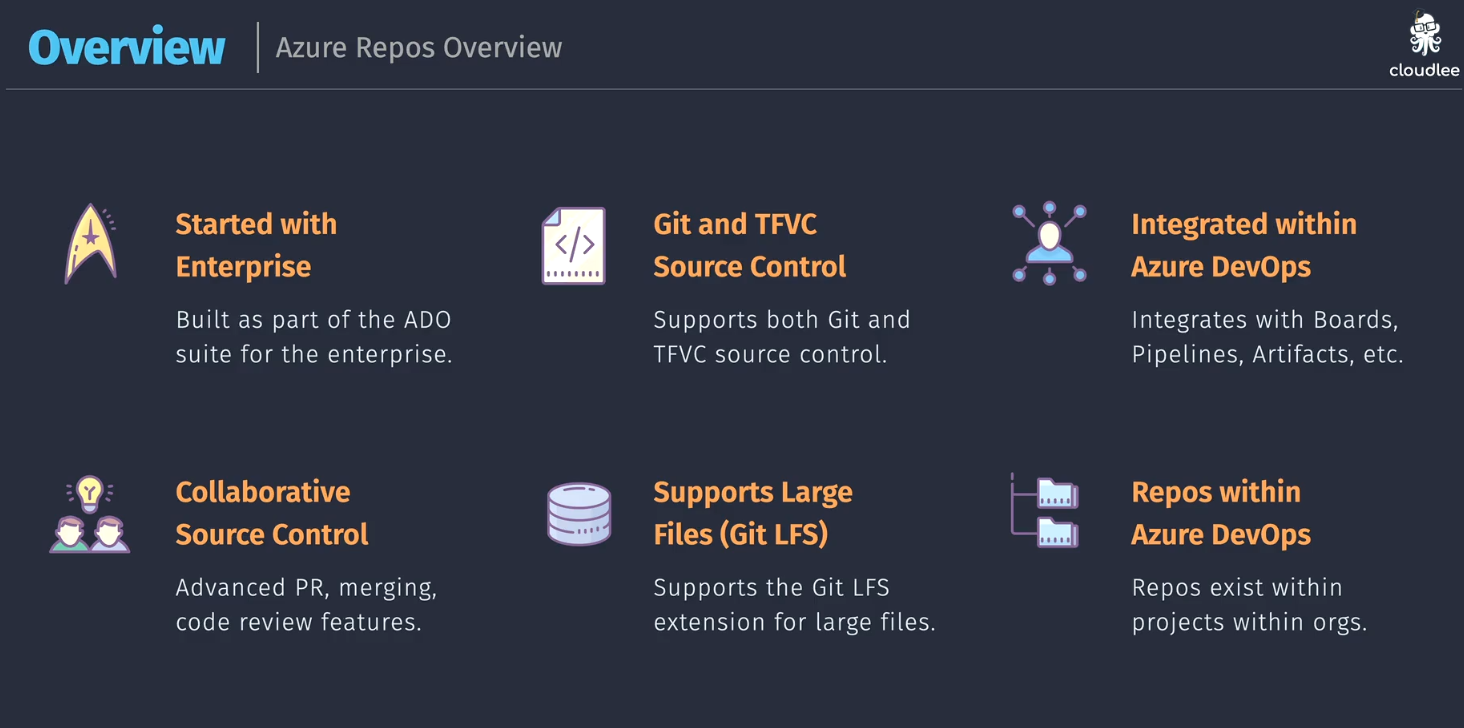 Overview
Azure Repos Overview
cloudlee
Started with
Enterprise
Built as part of the ADO
suite for the enterprise.
Git and TFVC
Source Control
Supports both Git and
TFVC source control.
Integrated within
Azure DevOps
Integrates with Boards,
Pipelines, Artifacts, etc.
Collaborative
Source Control
Advanced PR, merging,
code review features.
Supports Large
Files (Git LFS)
Supports the Git LFS
extension for large files.
Repos within
Azure DevOps
Repos exist within
projects within orgs.